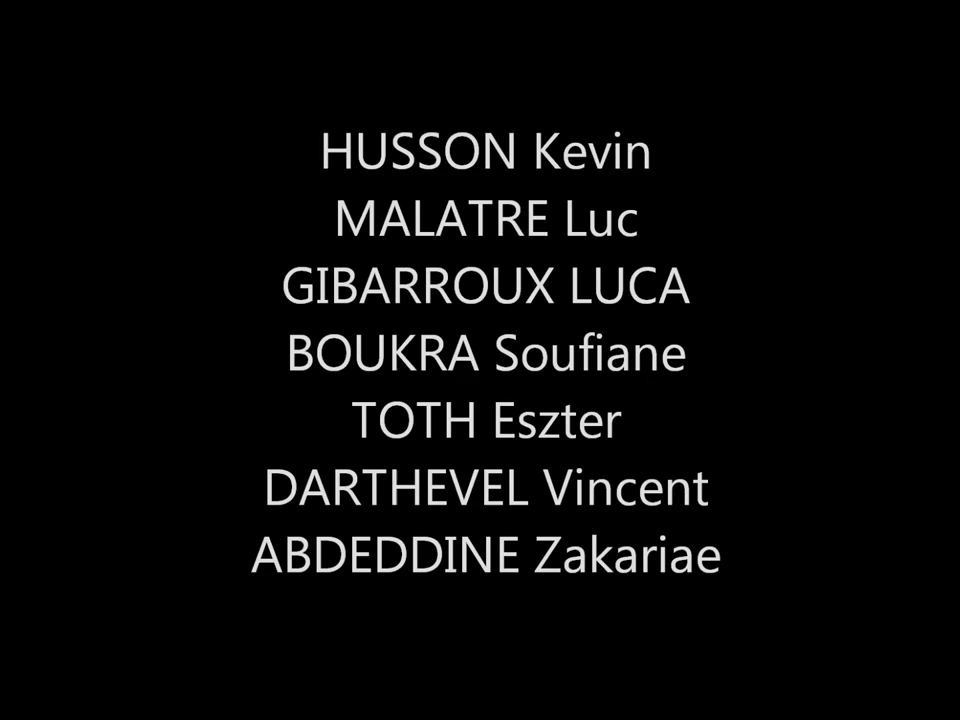 HUSSON Kevin
MALATRE Luc
GIBARROUX LUCA
BOUKRA Soufiane
TOTH Eszter
DARTHEVEL Vincent
ABDEDDINE Zakariae